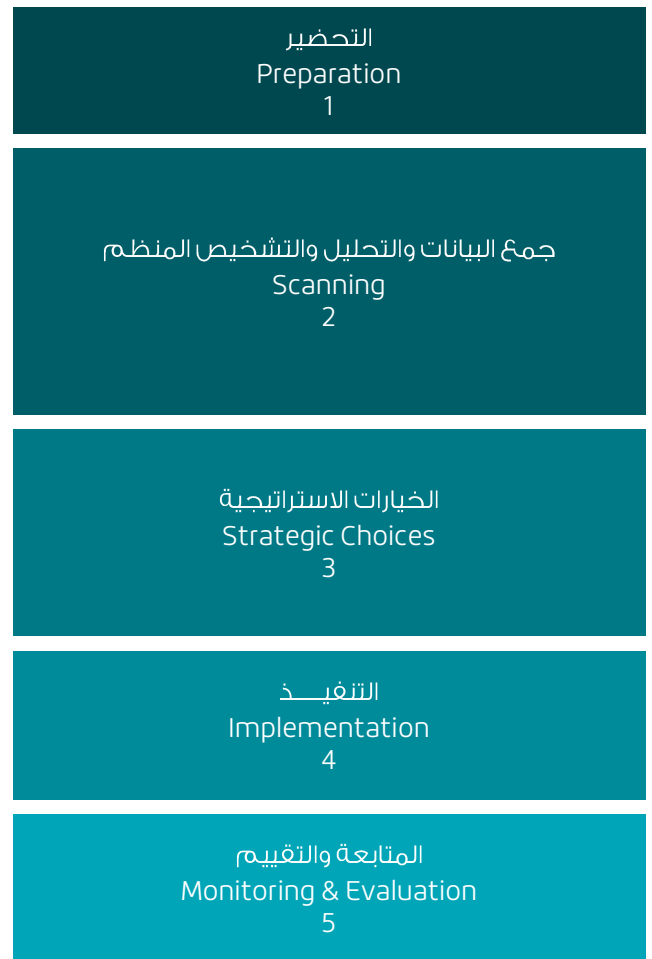 التحضير
Preparation
1
جمع البيانات والتحليل والتشخيص المنظم
Scanning
2
الخيارات الاستراتيجية
Strategic Choices
3
التنفيـــــذ
Implementation
4
المتابعة والتقييم
Monitoring & Evaluation
5